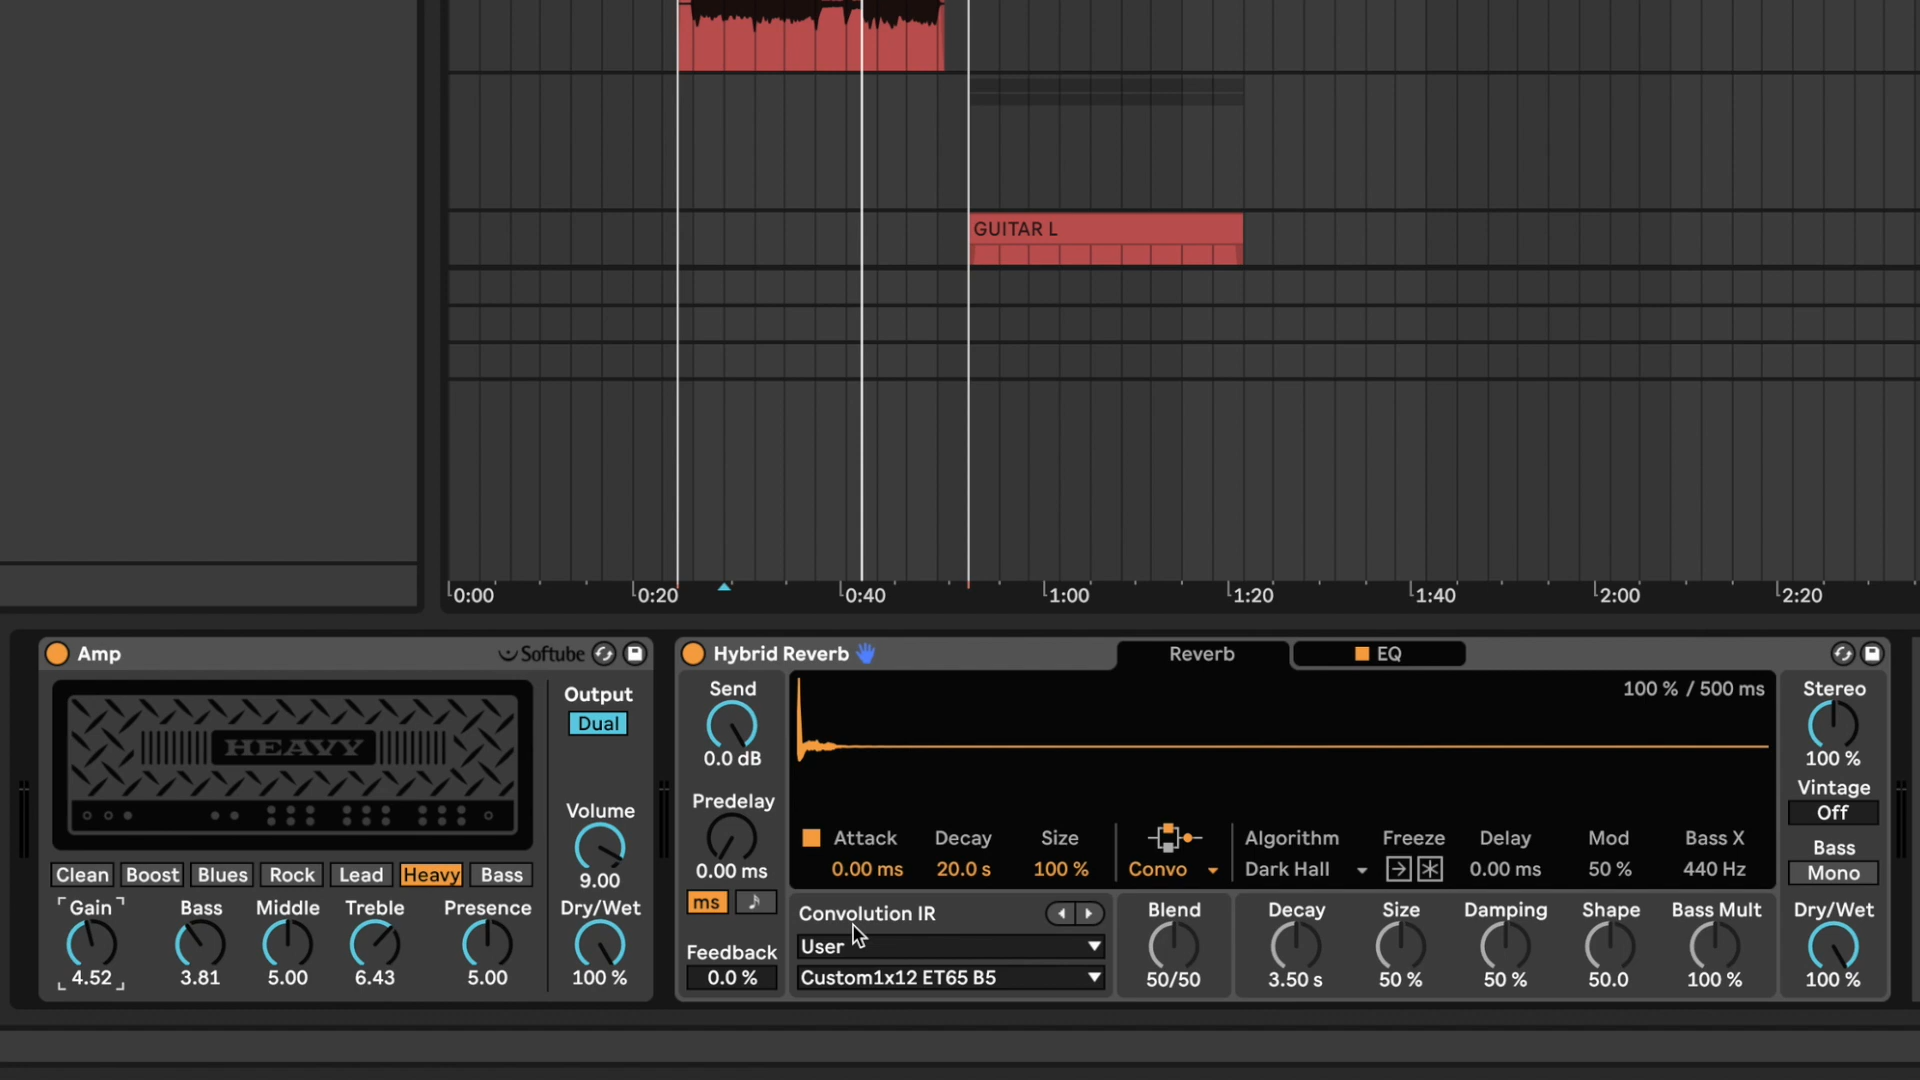 GUITAR L
0:00 0:20 0:40 1:00 1:20 1:40 2:00 2:20
Amp Softube
HEAVY
Output
Dual
Volume
9.00
Clean Boost Blues Rock Lead Heavy Bass
Gain Bass Middle Treble Presence Dry/Wet
4.52 3.81 5.00 6.43 5.00 100 %
Hybrid Reverb Reverb EQ
Send
0.0 dB
Predelay
0.00 ms
ms
Feedback
0.0 %
100 % / 500 ms
Attack Decay Size Algorithm Freeze Delay Mod Bass X
0.00 ms 20.0 s 100 % Convo Dark Hall 0.00 ms 50 % 440 Hz
Convolution IR
User
Custom1x12 ET65 B5
Blend Decay Size Damping Shape Bass Mult
50/50 3.50 s 50 % 50 % 50.0 100 %
Stereo
100 %
Vintage
Off
Bass
Mono
Dry/Wet
100 %